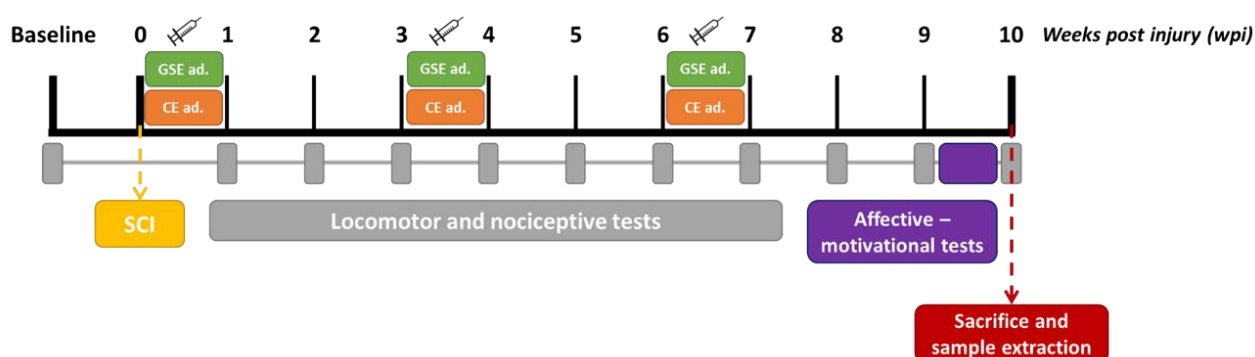 Baseline 0 1 2 3 4 5 6 7 8 9 10 Weeks post injury (wpi)
GSE ad. GSE ad. GSE ad.
CE ad. CE ad. CE ad.
SCI
Locomotor and nociceptive tests
Affective –
motivational tests
Sacrifice and
sample extraction